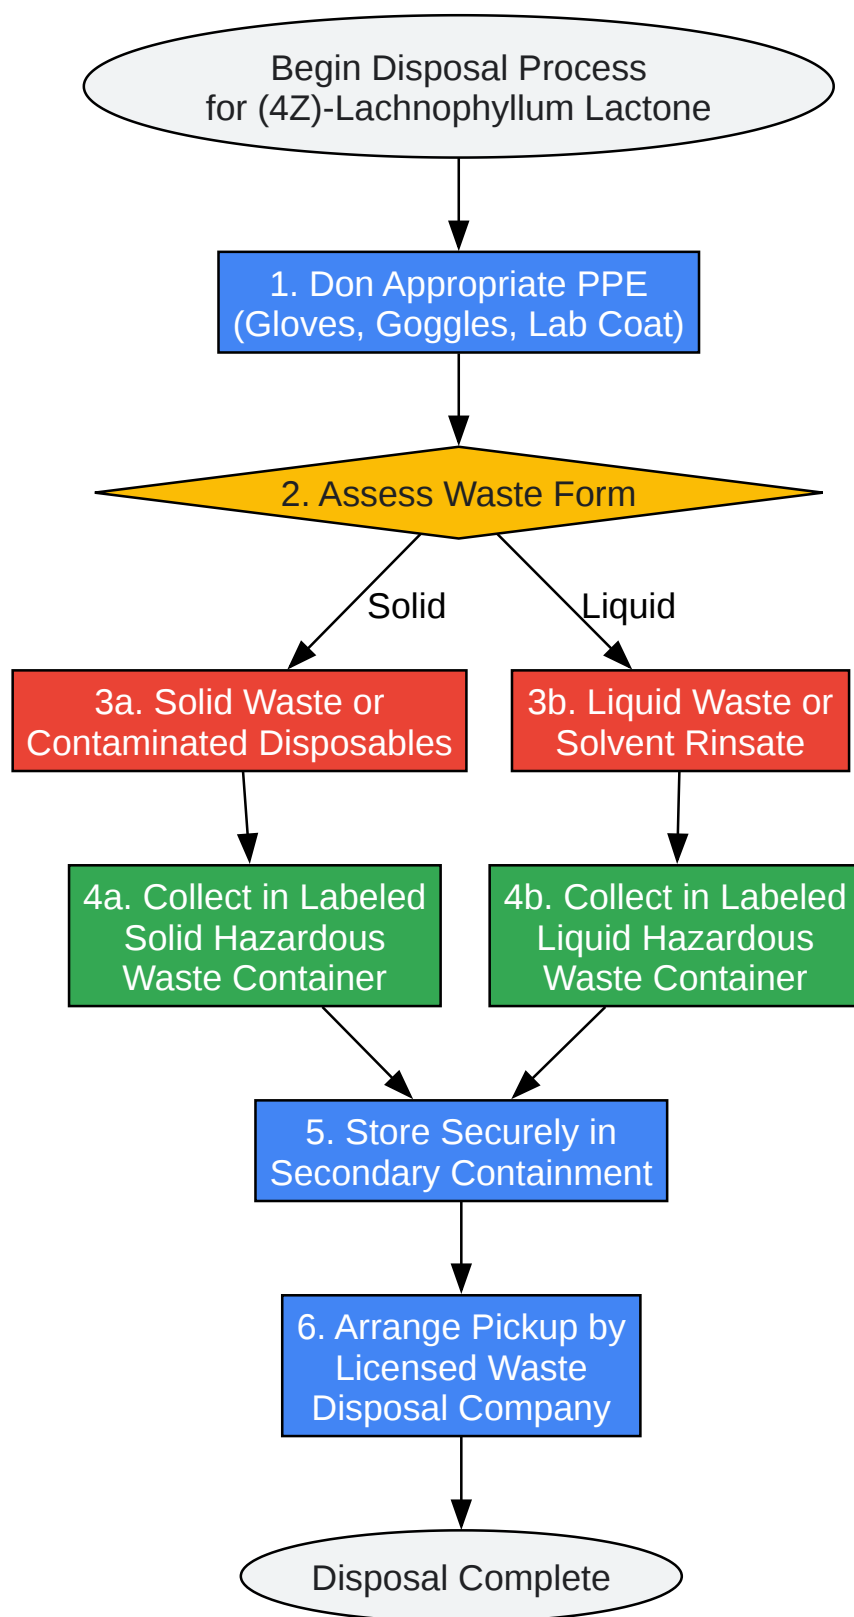 Begin Disposal Process
for (4Z)-Lachnophyllum Lactone
1. Don Appropriate PPE
(Gloves, Goggles, Lab Coat)
2. Assess Waste Form
Solid
Liquid
3a. Solid Waste or
Contaminated Disposables
3b. Liquid Waste or
Solvent Rinsate
4a. Collect in Labeled
Solid Hazardous
Waste Container
4b. Collect in Labeled
Liquid Hazardous
Waste Container
5. Store Securely in
Secondary Containment
6. Arrange Pickup by
Licensed Waste
Disposal Company
Disposal Complete